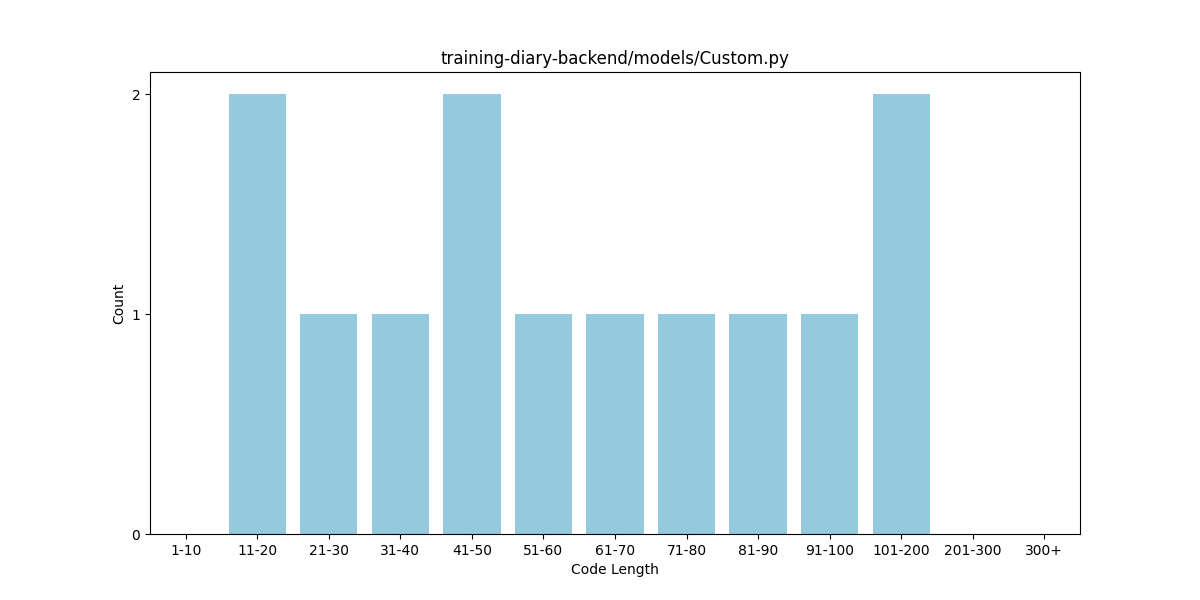 training-diary-backend/models/Custom.py
Count
2
1
0
1-10 11-20 21-30 31-40 41-50 51-60 61-70 71-80 81-90 91-100 101-200 201-300 300+
Code Length